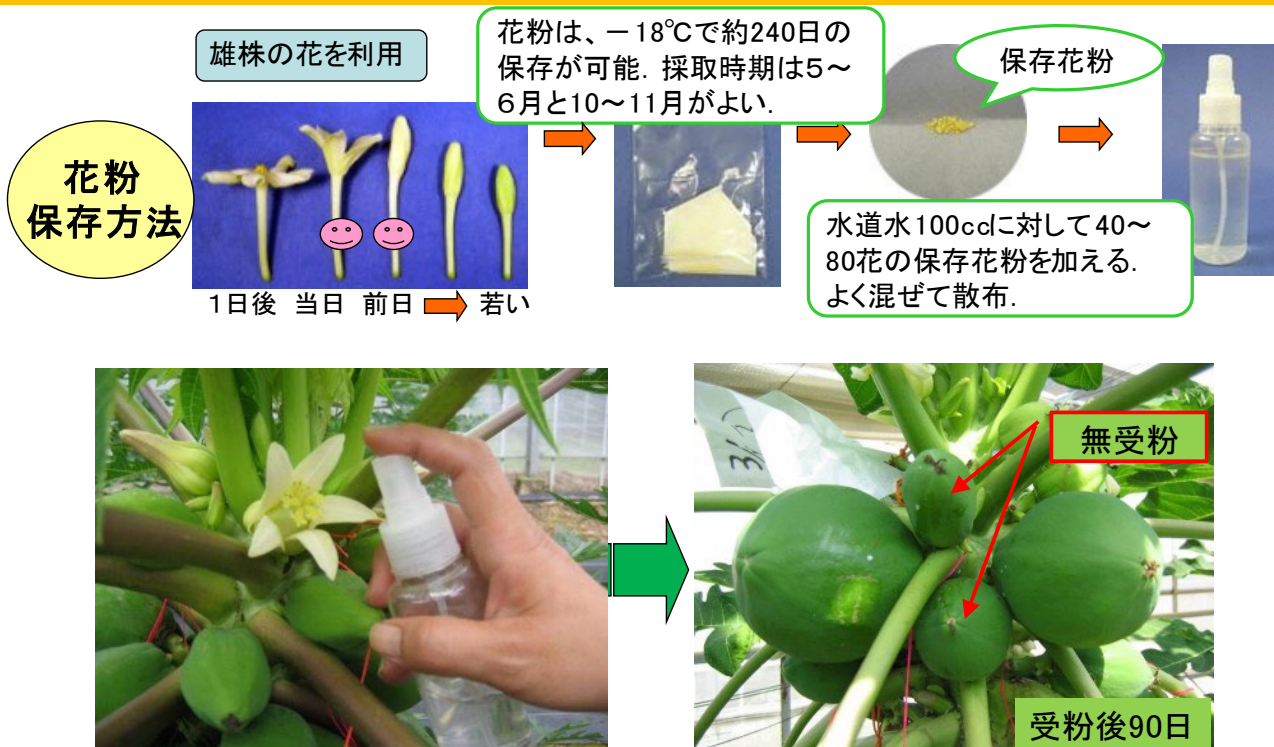 雄株の花を利用
花粉は、－18℃で約240日の
保存が可能．採取時期は５～
６月と10～11月がよい．
保存花粉
花粉
保存方法
水道水100ccに対して40～
80花の保存花粉を加える．
よく混ぜて散布．
１日後 当日 前日 若い
無受粉
受粉後90日